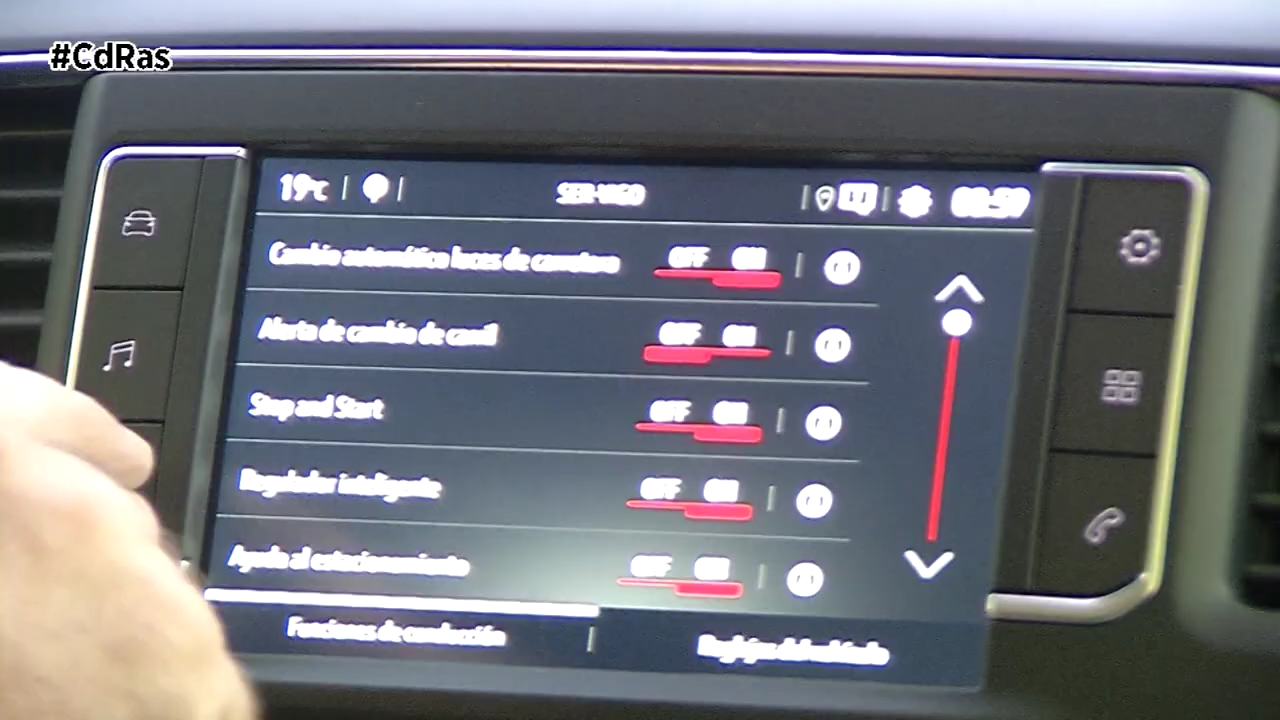 #CdRas
19°C
SER VIGO
Cambio automático luces de carretera OFF ON
Alerta de cambio de carril OFF ON
Stop and Start OFF ON
Regulador inteligente OFF ON
Ayuda al estacionamiento OFF ON
Funciones de conducción
Reglajes del vehículo